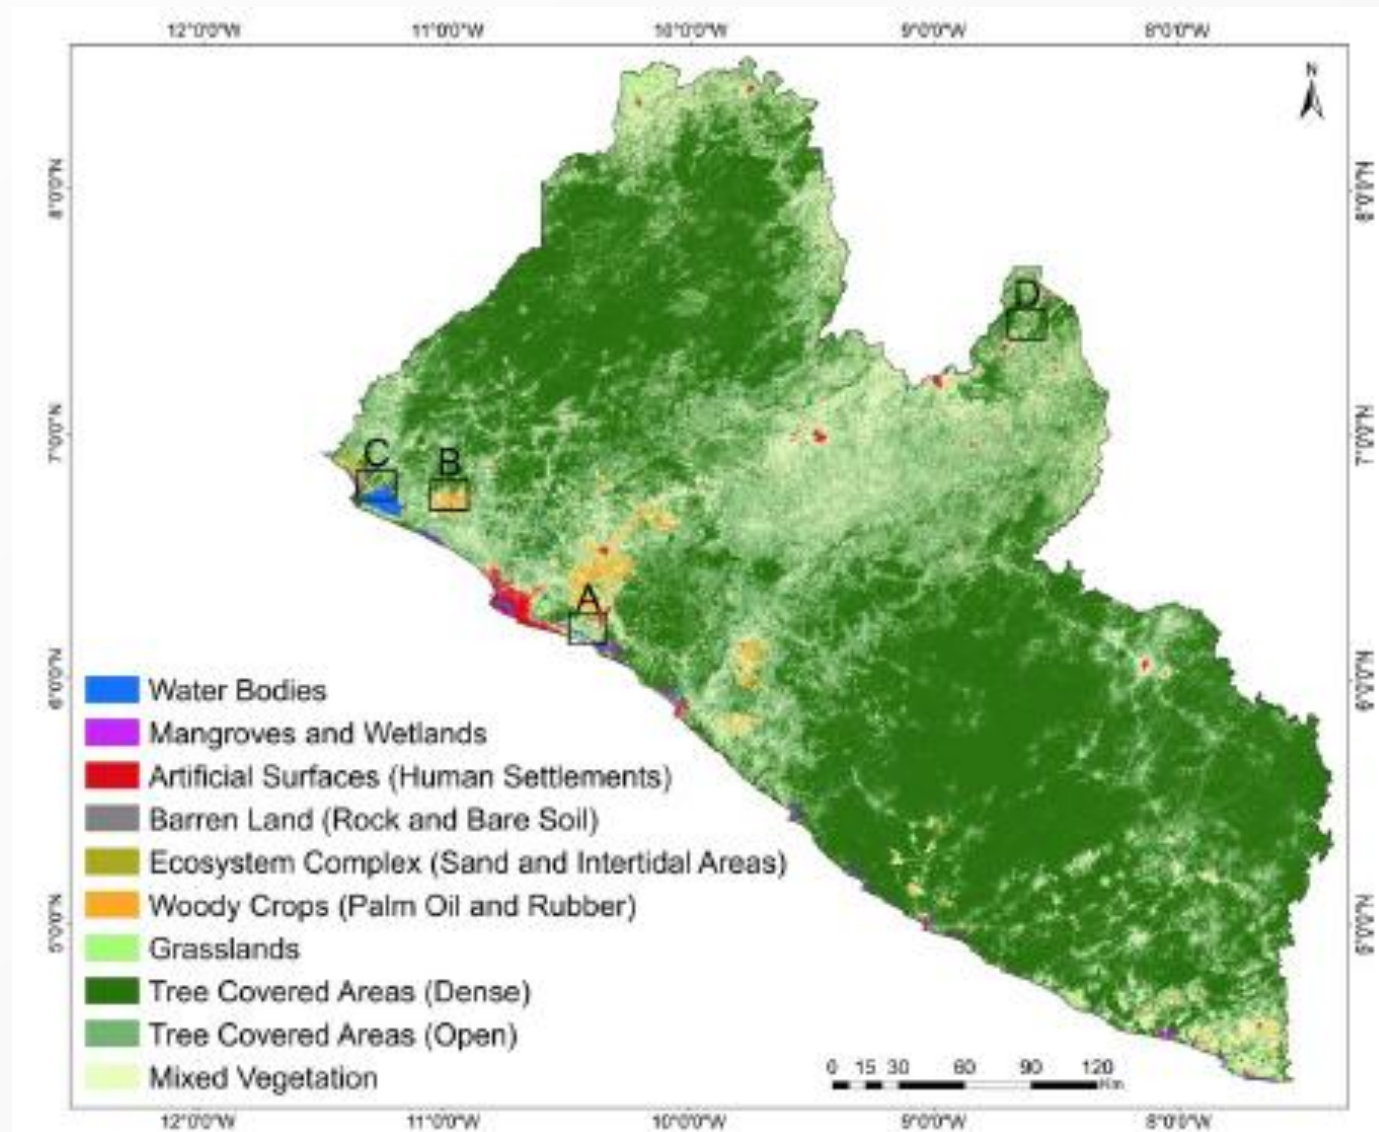 12°0'0"W 11°0'0"W 10°0'0"W 9°0'0"W 8°0'0"W
N
8°0'0"N 8°0'0"N
D
7°0'0"N 7°0'0"N
C B
A
6°0'0"N 6°0'0"N
Water Bodies
Mangroves and Wetlands
Artificial Surfaces (Human Settlements)
Barren Land (Rock and Bare Soil)
Ecosystem Complex (Sand and Intertidal Areas)
Woody Crops (Palm Oil and Rubber)
5°0'0"N 5°0'0"N
Grasslands
Tree Covered Areas (Dense)
Tree Covered Areas (Open)
Mixed Vegetation
0 15 30 60 90 120
Km
12°0'0"W 11°0'0"W 10°0'0"W 9°0'0"W 8°0'0"W